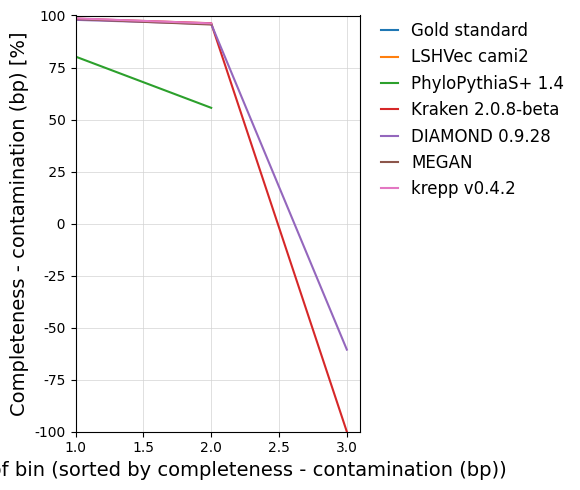 Completeness - contamination (bp) [%]
100
75
50
25
0
-25
-50
-75
-100
1.0 1.5 2.0 2.5 3.0
of bin (sorted by completeness - contamination (bp))
Gold standard
LSHVec cami2
PhyloPythiaS+ 1.4
Kraken 2.0.8-beta
DIAMOND 0.9.28
MEGAN
krepp v0.4.2